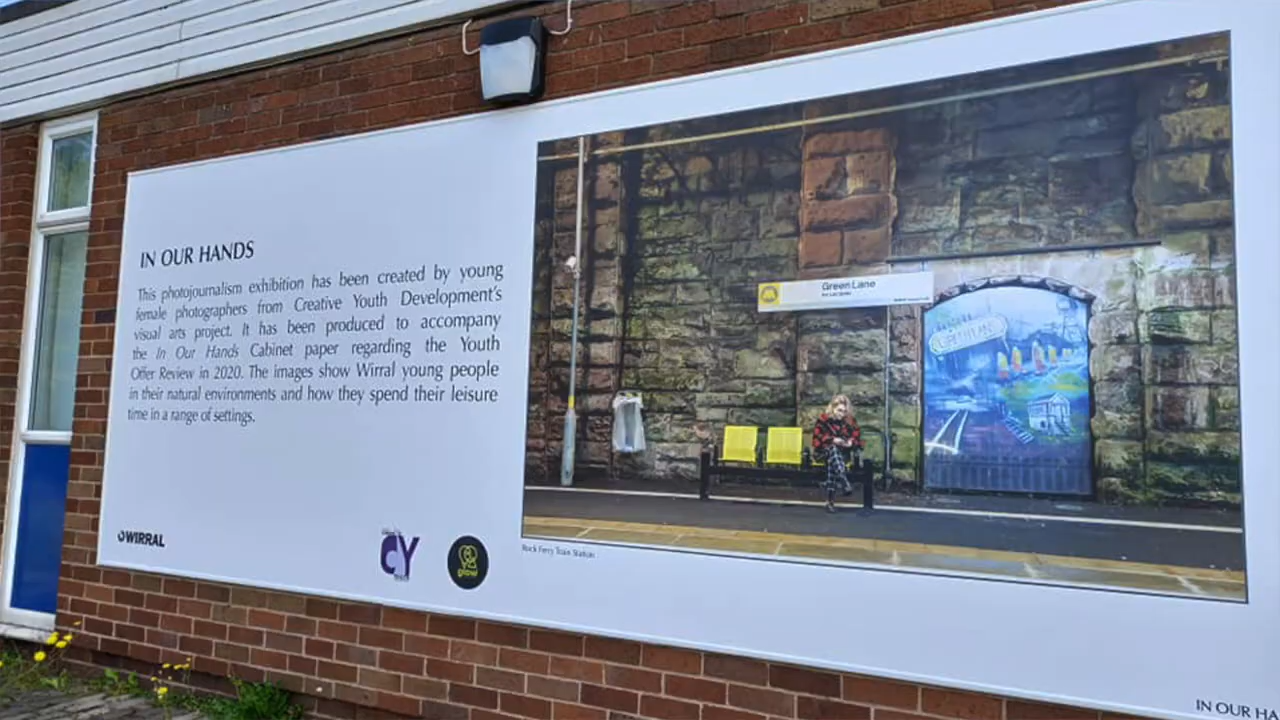 IN OUR HANDS
This photojournalism exhibition has been created by young
female photographers from Creative Youth Development's
visual arts project. It has been produced to accompany
the In Our Hands Cabinet paper regarding the Youth
Offer Review in 2020. The images show Wirral young people
in their natural environments and how they spend their leisure
time in a range of settings.
WIRRAL
CY
glow
Green Lane
Rock Ferry Train Station
IN OUR HA